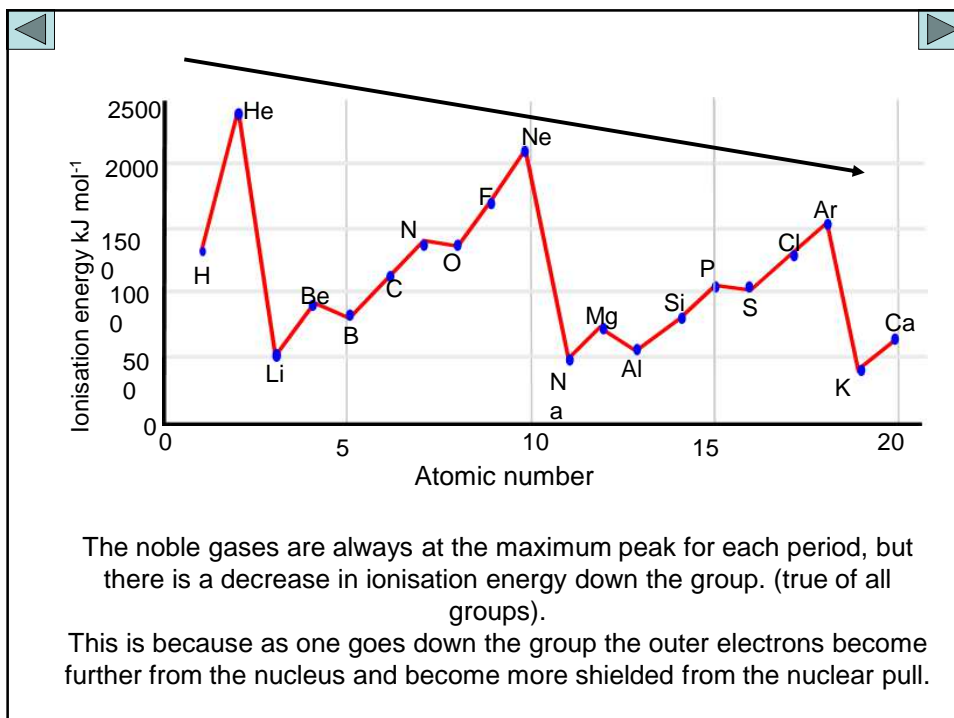 2500
He
Ne
2000
F
Ar
N
150
0
O
Cl
H
C
P
100
0
Be
Si
S
B
Mg
Ca
50
0
Li
Al
N
a
K
0
0
5
10
15
20
Ionisation energy kJ mol-1
Atomic number
The noble gases are always at the maximum peak for each period, but
there is a decrease in ionisation energy down the group. (true of all
groups).
This is because as one goes down the group the outer electrons become
further from the nucleus and become more shielded from the nuclear pull.